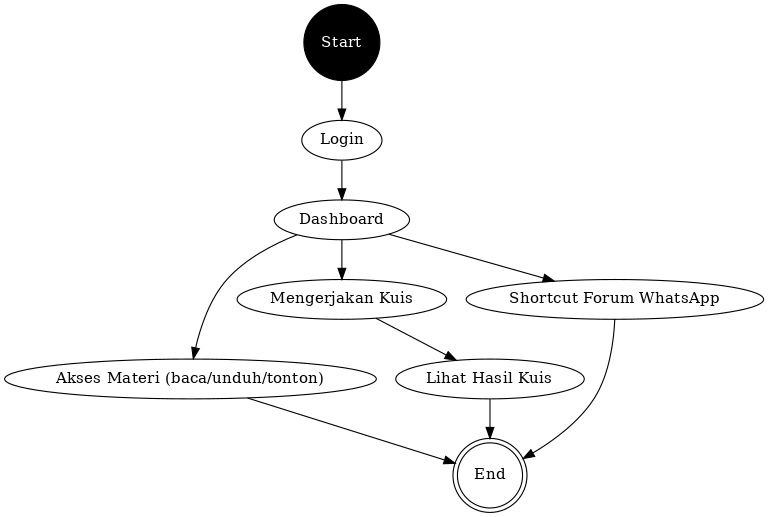 Start
Login
Dashboard
Mengerjakan Kuis
Shortcut Forum WhatsApp
Akses Materi (baca/unduh/tonton)
Lihat Hasil Kuis
End